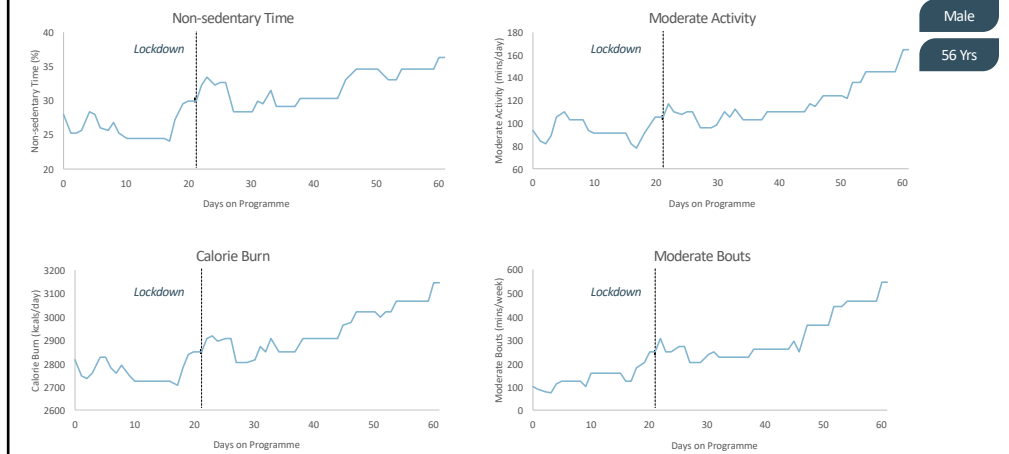 Male
56 Yrs
Non-sedentary Time
Non-sedentary Time (%)
40
35
30
25
20
Lockdown
0 10 20 30 40 50 60
Days on Programme
Moderate Activity
Moderate Activity (mins/day)
180
160
140
120
100
80
60
Lockdown
0 10 20 30 40 50 60
Days on Programme
Calorie Burn
Calorie Burn (kcals/day)
3200
3100
3000
2900
2800
2700
2600
Lockdown
0 10 20 30 40 50 60
Days on Programme
Moderate Bouts
Moderate Bouts (mins/week)
600
500
400
300
200
100
0
Lockdown
0 10 20 30 40 50 60
Days on Programme